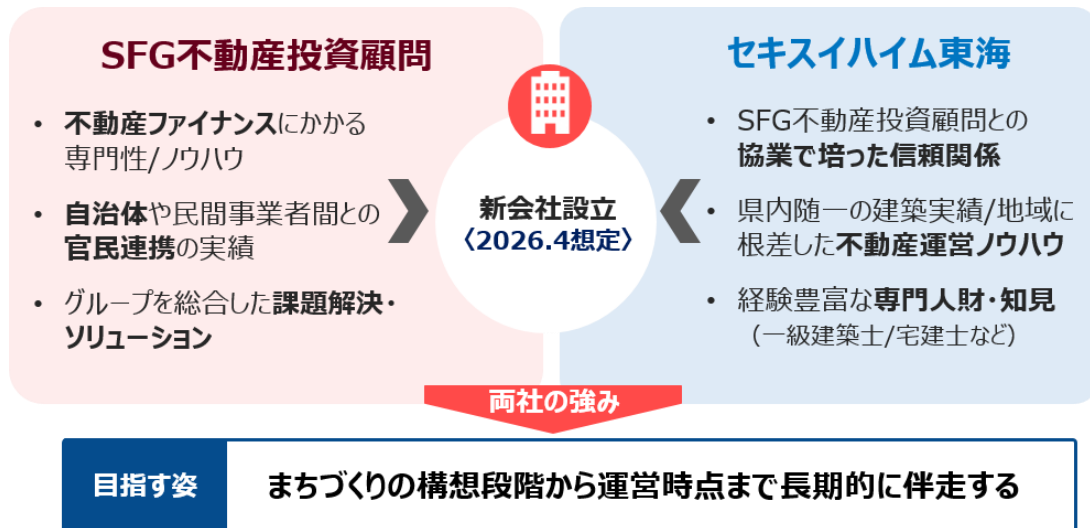 SFG不動産投資顧問
• 不動産ファイナンスにかかる
専門性/ノウハウ
• 自治体や民間事業者間との
官民連携の実績
• グループを総合した課題解決・
ソリューション
新会社設立
〈2026.4想定〉
セキスイハイム東海
• SFG不動産投資顧問との
協業で培った信頼関係
• 県内随一の建築実績/地域に
根差した不動産運営ノウハウ
• 経験豊富な専門人財・知見
（一級建築士/宅建士など）
両社の強み
目指す姿
まちづくりの構想段階から運営時点まで長期的に伴走する